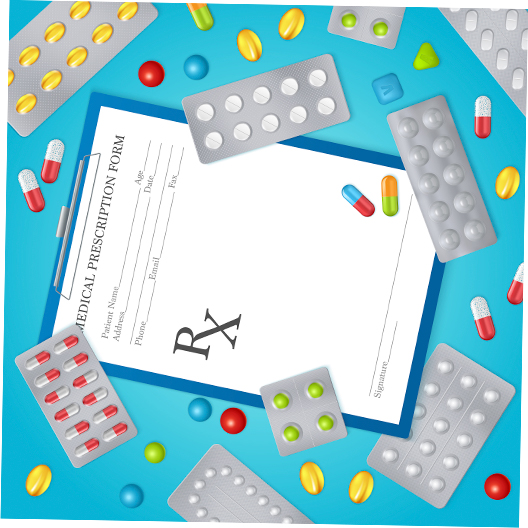 MEDICAL PRESCRIPTION FORM
Patient Name Age
Address Date
Phone Email Fax
Rx
Signature